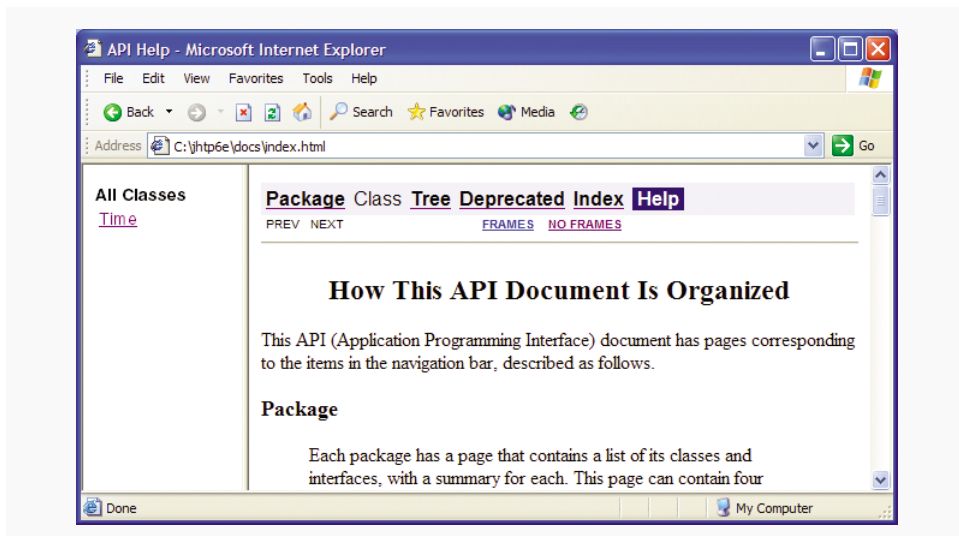 API Help - Microsoft Internet Explorer
File Edit View Favorites Tools Help
Back Search Favorites Media
Address C:\jhtp6e\docs\index.html Go
All Classes
Time
Package Class Tree Deprecated Index Help
PREV NEXT FRAMES NO FRAMES
How This API Document Is Organized
This API (Application Programming Interface) document has pages corresponding
to the items in the navigation bar, described as follows.
Package
Each package has a page that contains a list of its classes and
interfaces, with a summary for each. This page can contain four
Done My Computer